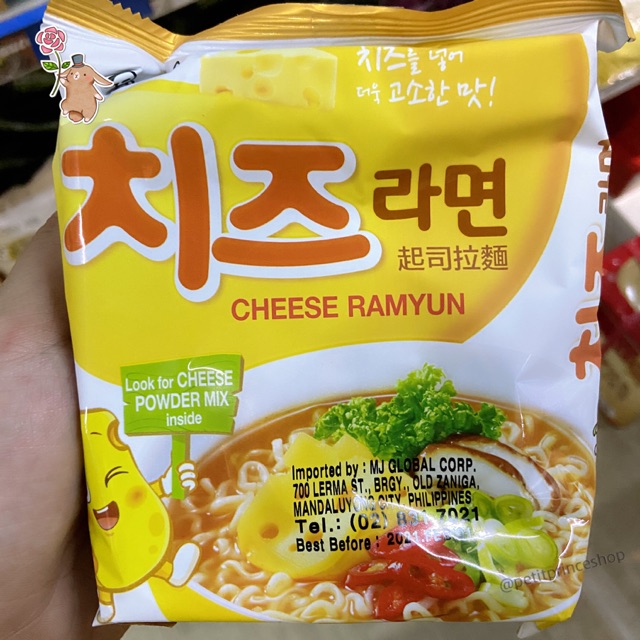 치즈를 넣어
더욱 고소한 맛!
치즈
라면
起司拉麵
CHEESE RAMYUN
Look for CHEESE
POWDER MIX
inside
Imported by : MJ GLOBAL CORP.
700 LERMA ST., BRGY., OLD ZANIGA,
MANDALUYONG CITY, PHILIPPINES
Tel.: (02) 7021
Best Before :
@petitprinceshop